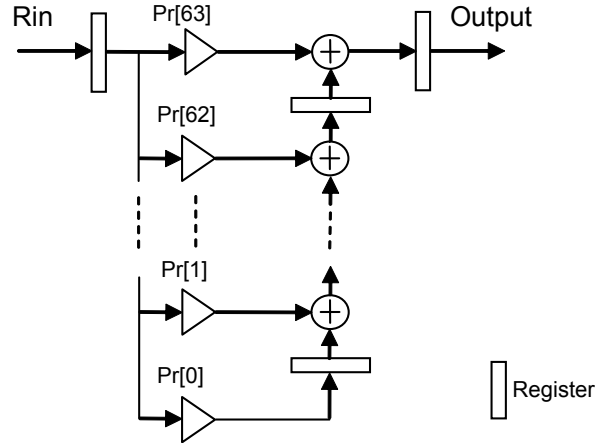 Rin
Pr[63]
Output
Pr[62]
Pr[1]
Pr[0]
Register